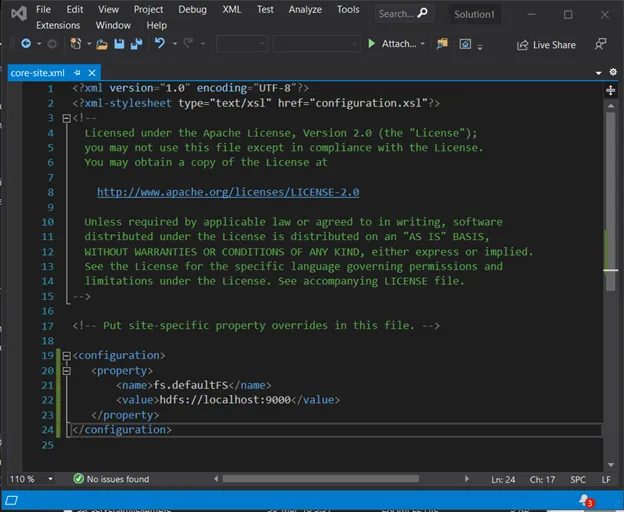 File Edit View Project Debug XML Test Analyze Tools
Extensions Window Help
Search... Solution1
Attach... Live Share
core-site.xml
1 <?xml version="1.0" encoding="UTF-8"?>
2 <?xml-stylesheet type="text/xsl" href="configuration.xsl"?>
3 <!--
4 Licensed under the Apache License, Version 2.0 (the "License");
5 you may not use this file except in compliance with the License.
6 You may obtain a copy of the License at
7
8 http://www.apache.org/licenses/LICENSE-2.0
9
10 Unless required by applicable law or agreed to in writing, software
11 distributed under the License is distributed on an "AS IS" BASIS,
12 WITHOUT WARRANTIES OR CONDITIONS OF ANY KIND, either express or implied.
13 See the License for the specific language governing permissions and
14 limitations under the License. See accompanying LICENSE file.
15 -->
16
17 <!-- Put site-specific property overrides in this file. -->
18
19 <configuration>
20 <property>
21 <name>fs.defaultFS</name>
22 <value>hdfs://localhost:9000</value>
23 </property>
24 </configuration>
25
110 % No issues found Ln: 24 Ch: 17 SPC LF
3